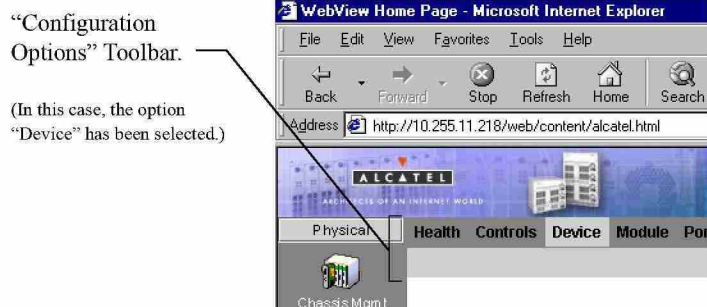 “Configuration
Options” Toolbar.
(In this case, the option
“Device” has been selected.)
WebView Home Page - Microsoft Internet Explorer
File Edit View Favorites Tools Help
Back Forward Stop Refresh Home Search
Address http://10.255.11.218/web/content/alcatel.html
ALCATEL
ARCHITECTS OF AN INTERNET WORLD
Physical Health Controls Device Module Por
Chassis Mgmt